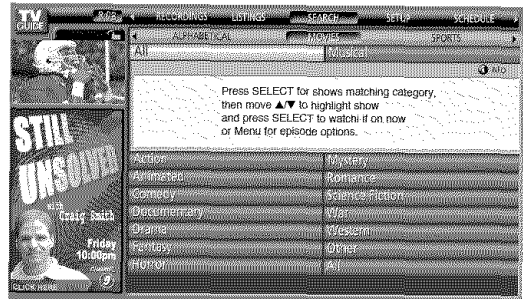 TV GUIDE
RECORDINGS LISTINGS SEARCH SETUP SCHEDULE
ALPHABETICAL MOVIES SPORTS
All Musical
Press SELECT for shows matching category,
then move ▲/▼ to highlight show
and press SELECT to watch if on now
or Menu for episode options.
Action Mystery
Animated Romance
Comedy Science Fiction
Documentary War
Drama Western
Fantasy Other
Horror All
STILL
UNSOLVED
with
Craig Smith
Friday
10:00pm
CHANNEL
9
CLICK HERE